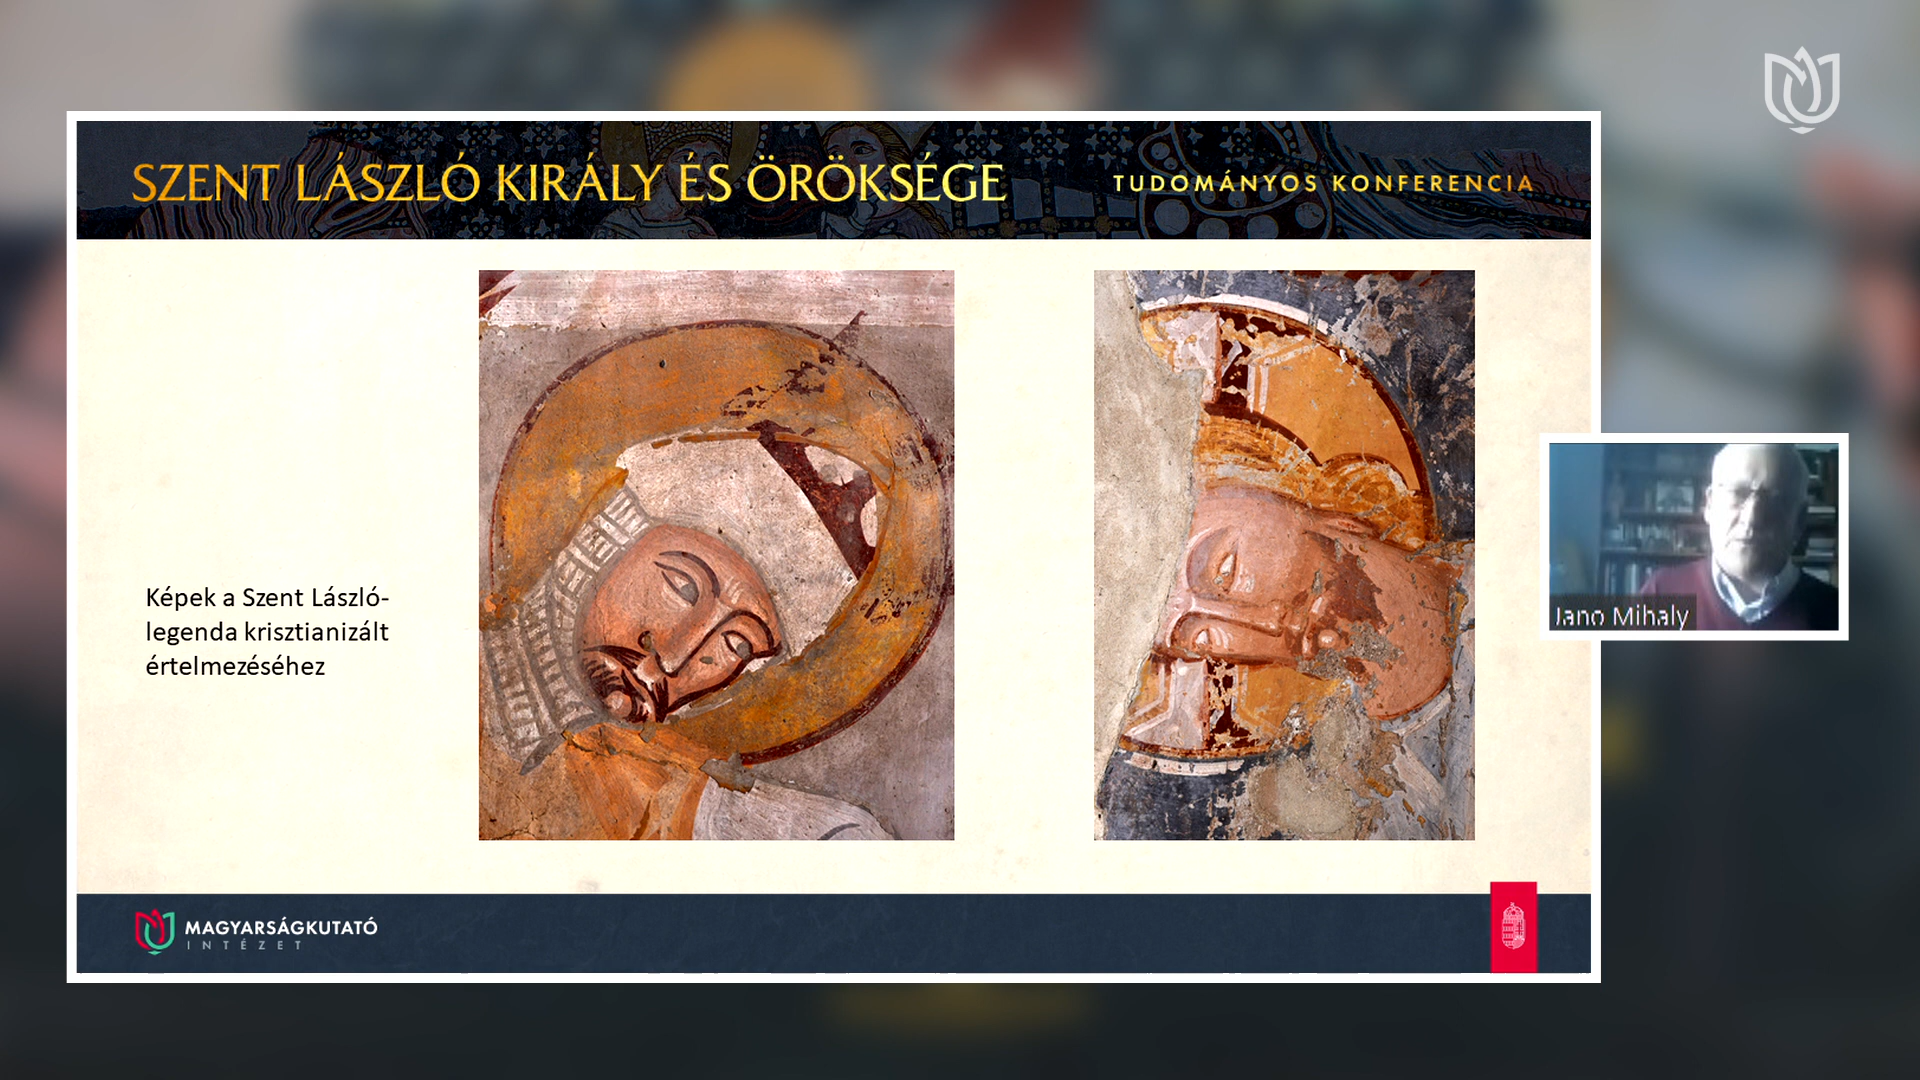 SZENT LÁSZLÓ KIRÁLY ÉS ÖRÖKSÉGE
TUDOMÁNYOS KONFERENCIA
Képek a Szent László-
legenda krisztianizált
értelmezéséhez
Jano Mihaly
MAGYARSÁGKUTATÓ
INTÉZET